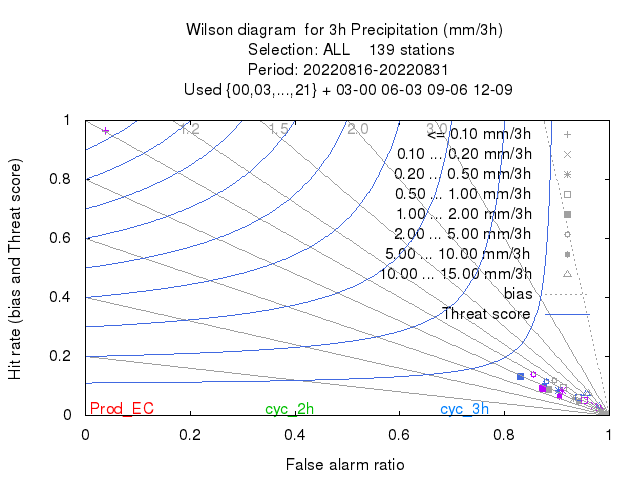 Wilson diagram  for 3h Precipitation (mm/3h)
Selection: ALL    139 stations
Period: 20220816-20220831
Used {00,03,...,21} + 03-00 06-03 09-06 12-09
Hit rate (bias and Threat score)
1
0.8
0.6
0.4
0.2
0
1.2
1.5
2.0
3.0
<= 0.10 mm/3h
0.10 ... 0.20 mm/3h
0.20 ... 0.50 mm/3h
0.50 ... 1.00 mm/3h
1.00 ... 2.00 mm/3h
2.00 ... 5.00 mm/3h
5.00 ... 10.00 mm/3h
10.00 ... 15.00 mm/3h
bias
Threat score
Prod_EC cyc_2h cyc_3h
0 0.2 0.4 0.6 0.8 1
False alarm ratio